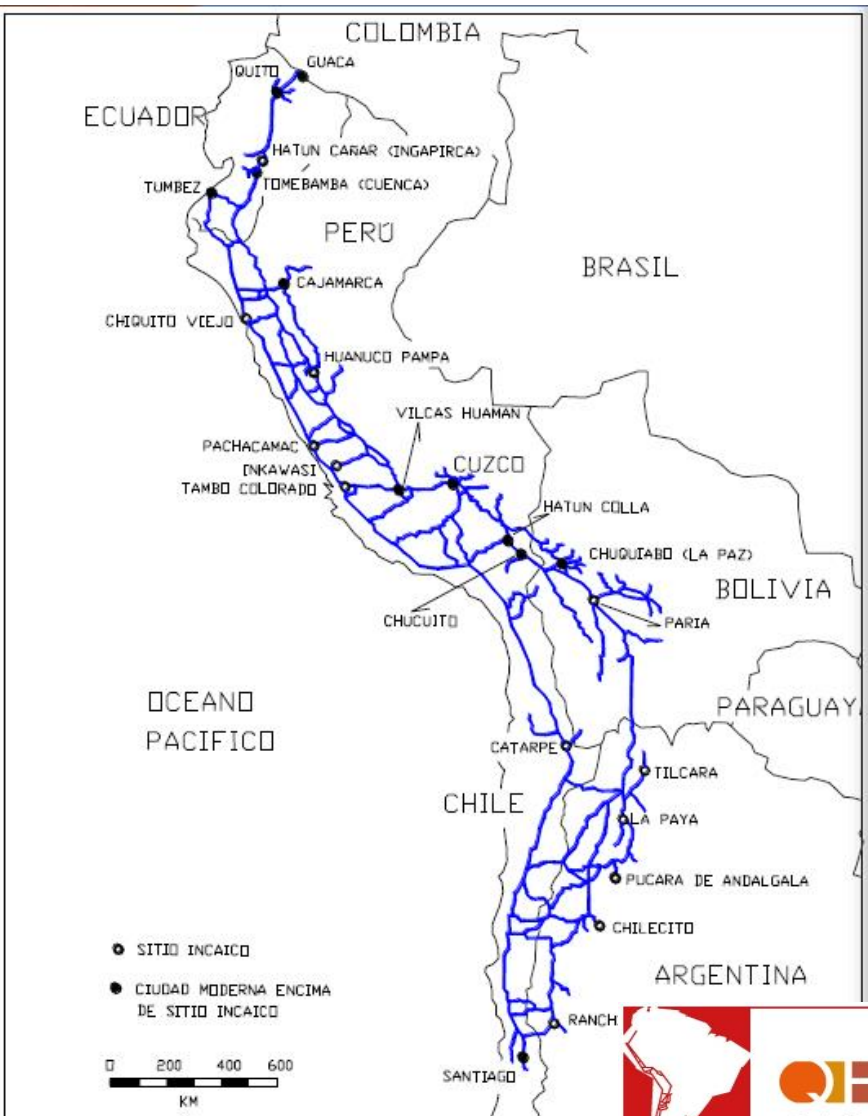 COLOMBIA
GUACA
QUITO
ECUADOR
HATUN CAÑAR (INGAPIRCA)
TOMEBAMBA (CUENCA)
TUMBEZ
PERÚ
BRASIL
CAJAMARCA
CHIQUITO VIEJO
HUANUCO PAMPA
VILCAS HUAMAN
PACHACAMAC
CUZCO
INKAWASI
TAMBO COLORADO
HATUN COLLA
CHUQUIABO (LA PAZ)
BOLIVIA
CHUCUITO
PARIA
OCEANO
PACIFICO
PARAGUAY
CATARPE
TILCARA
CHILE
LA PAYA
PUCARA DE ANDALGALA
CHILECITO
SITIO INCAICO
ARGENTINA
CIUDAD MODERNA ENCIMA
DE SITIO INCAICO
RANCH
0 200 400 600
KM
SANTIAGO